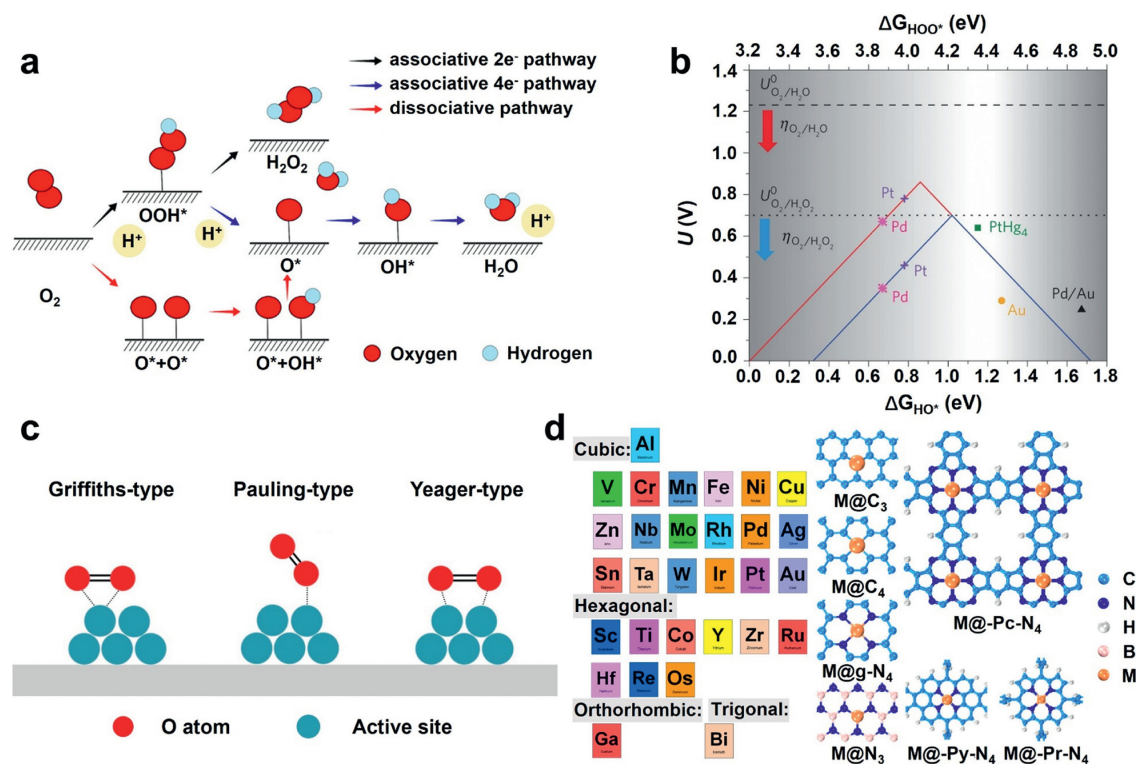 a
associative 2e⁻ pathway
associative 4e⁻ pathway
dissociative pathway
H₂O₂
OOH*
H⁺
H⁺
H⁺
O*
OH*
H₂O
O₂
O*+O*
O*+OH*
Oxygen
Hydrogen
b
ΔG_HOO* (eV)
3.2 3.4 3.6 3.8 4.0 4.2 4.4 4.6 4.8 5.0
1.4
1.2
1.0
0.8
0.6
0.4
0.2
0.0
U (V)
U⁰_O₂/H₂O
η_O₂/H₂O
U⁰_O₂/H₂O₂
η_O₂/H₂O₂
Pt
Pd
PtHg₄
Pt
Pd
Au
Pd/Au
0.0 0.2 0.4 0.6 0.8 1.0 1.2 1.4 1.6 1.8
ΔG_HO* (eV)
c
Griffiths-type Pauling-type Yeager-type
O atom
Active site
d
Cubic: Al
V Cr Mn Fe Ni Cu
Zn Nb Mo Rh Pd Ag
Sn Ta W Ir Pt Au
Hexagonal:
Sc Ti Co Y Zr Ru
Hf Re Os
Orthorhombic: Trigonal:
Ga Bi
M@C₃
M@C₄
M@g-N₄
M@N₃
M@-Pc-N₄
M@-Py-N₄
M@-Pr-N₄
C
N
H
B
M